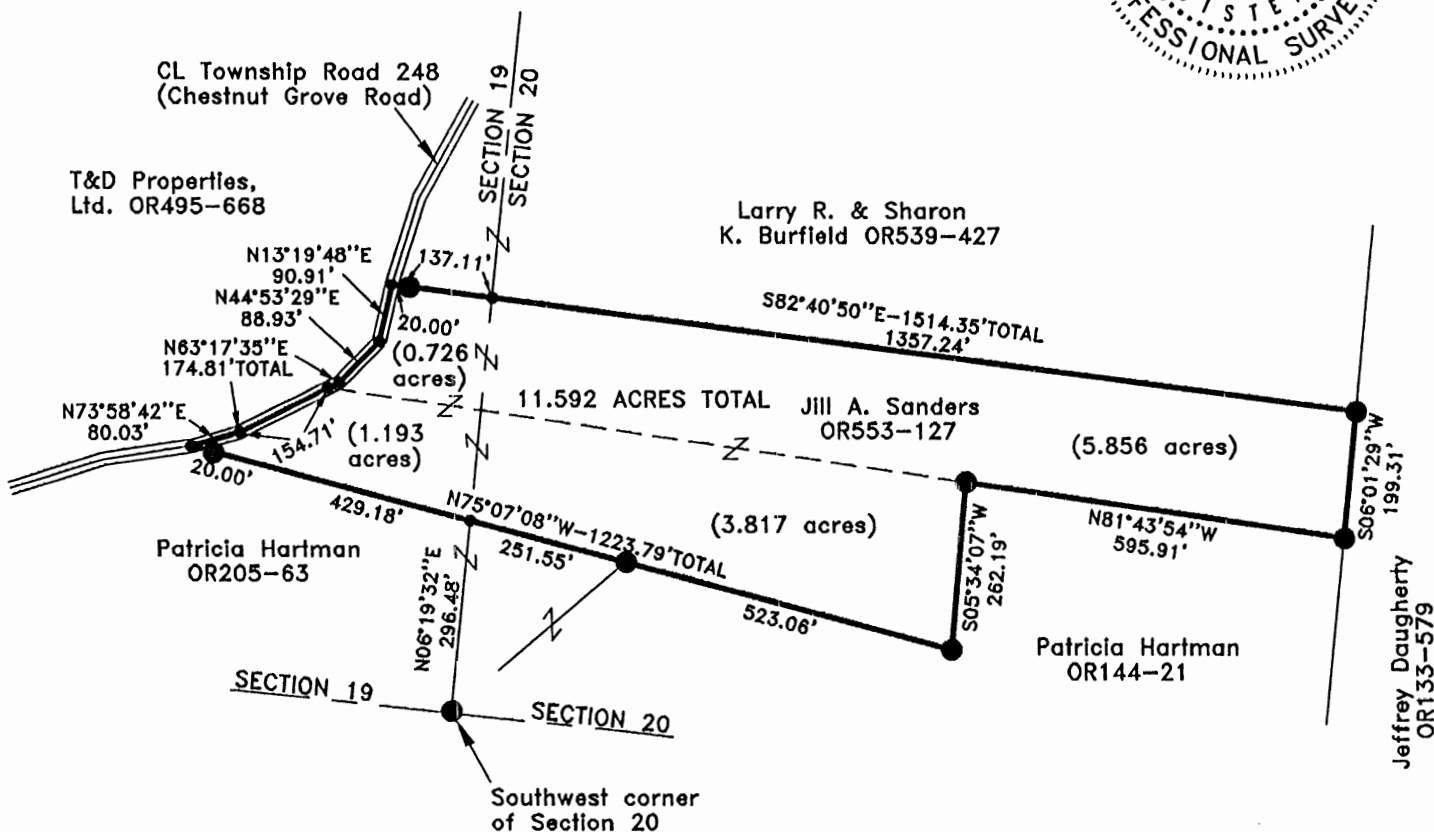 ISTE
FESSIONAL SURVE
CL Township Road 248
(Chestnut Grove Road)
SECTION 19
SECTION 20
T&D Properties,
Ltd. OR495-668
Larry R. & Sharon
K. Burfield OR539-427
N13°19'48"E
90.91'
137.11'
N44°53'29"E
88.93'
20.00'
S82°40'50"E-1514.35'TOTAL
1357.24'
N63°17'35"E
174.81'TOTAL
(0.726
acres)
11.592 ACRES TOTAL
Jill A. Sanders
OR553-127
N73°58'42"E
80.03'
154.71'
(1.193
acres)
(5.856 acres)
S06°01'29"W
199.31'
20.00'
429.18'
N75°07'08"W-1223.79'TOTAL
251.55'
(3.817 acres)
S05°34'07"W
262.19'
N81°43'54"W
595.91'
Patricia Hartman
OR205-63
N06°19'32"E
296.48'
523.06'
Patricia Hartman
OR144-21
Jeffrey Daugherty
OR133-579
SECTION 19
SECTION 20
Southwest corner
of Section 20